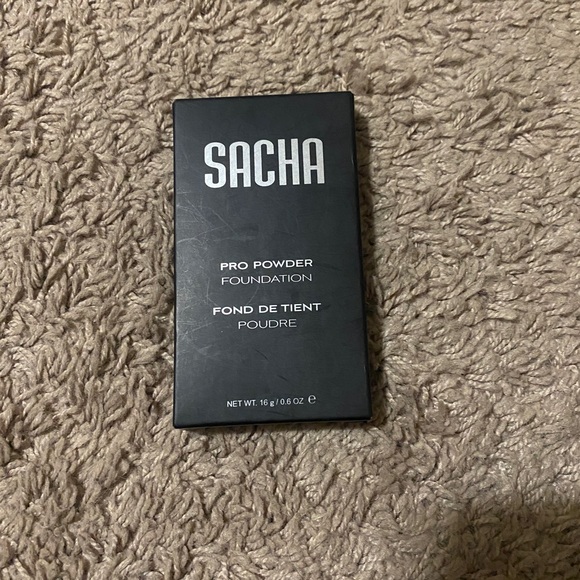 SACHA
PRO POWDER
FOUNDATION
FOND DE TIENT
POUDRE
NET WT. 16 g / 0.6 OZ ℮